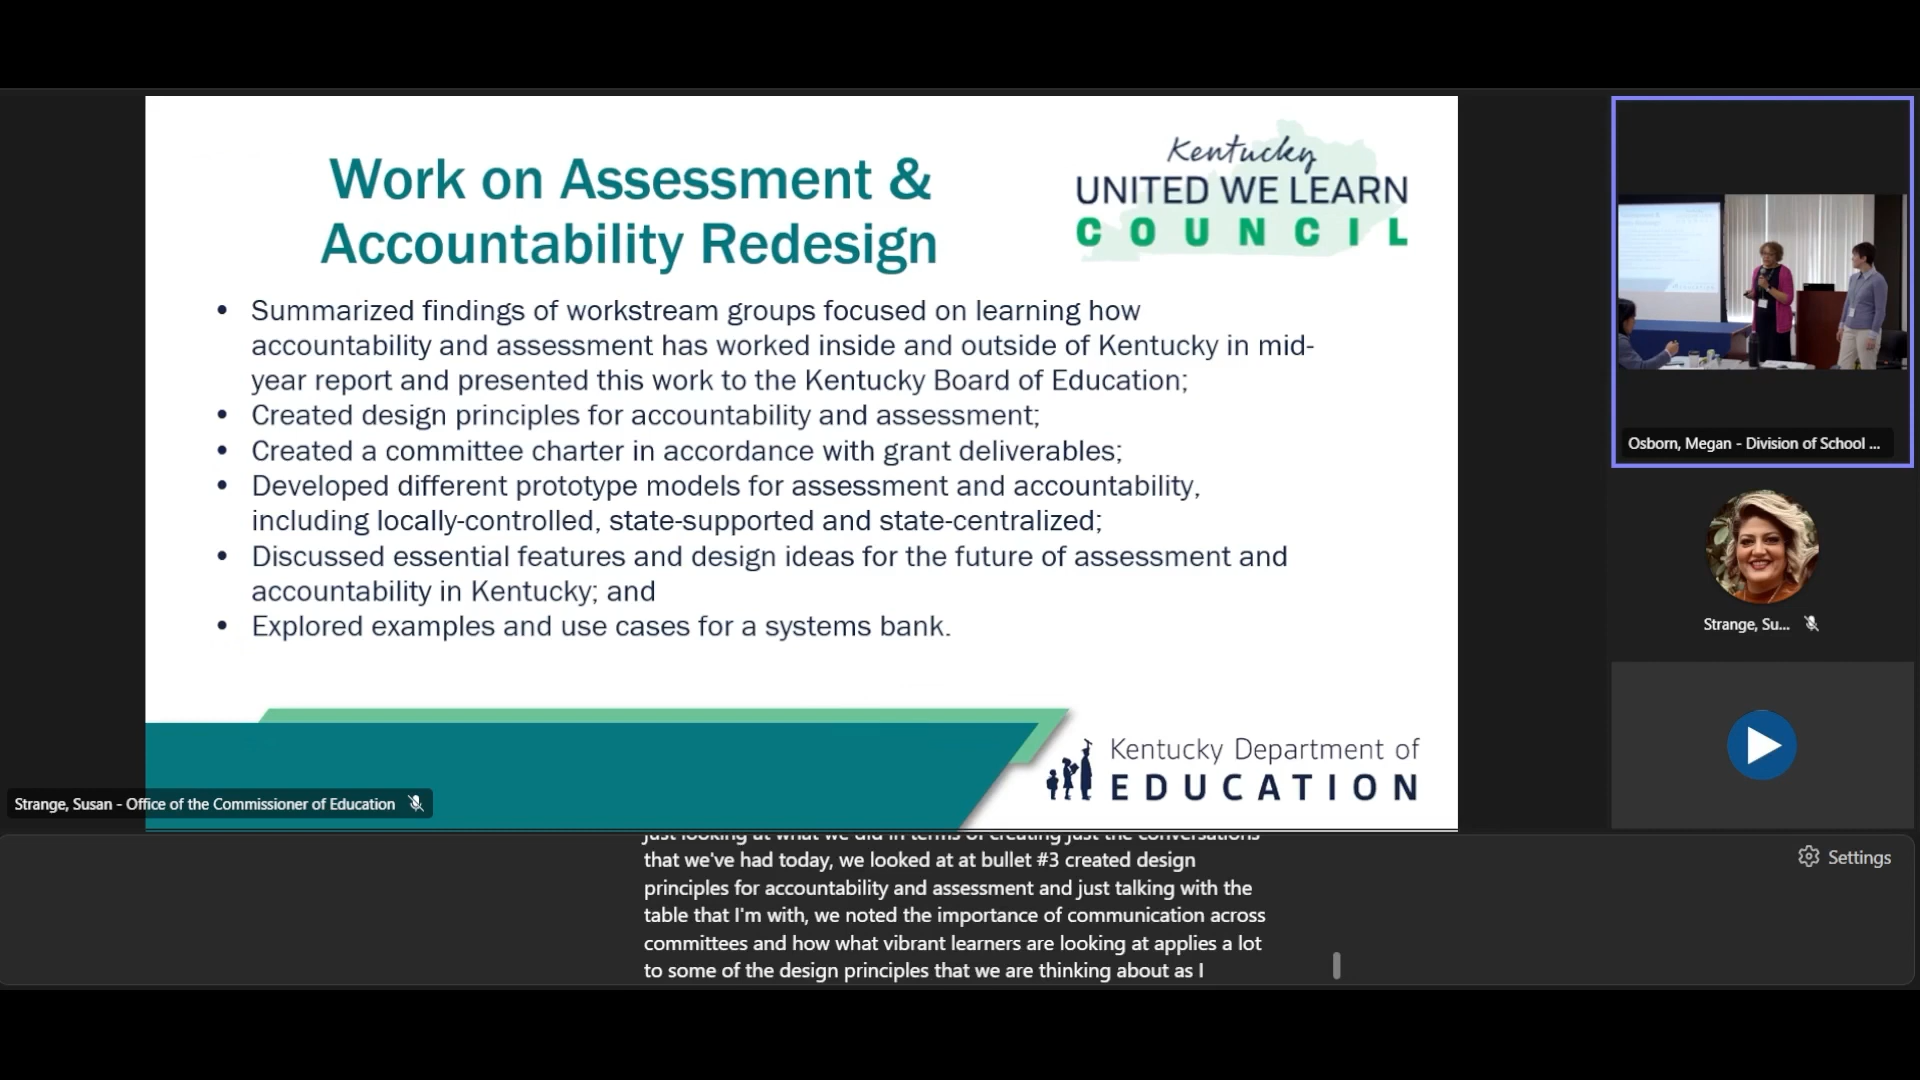 Work on Assessment &
Accountability Redesign
Kentucky
UNITED WE LEARN
COUNCIL
• Summarized findings of workstream groups focused on learning how
accountability and assessment has worked inside and outside of Kentucky in mid-
year report and presented this work to the Kentucky Board of Education;
• Created design principles for accountability and assessment;
• Created a committee charter in accordance with grant deliverables;
• Developed different prototype models for assessment and accountability,
including locally-controlled, state-supported and state-centralized;
• Discussed essential features and design ideas for the future of assessment and
accountability in Kentucky; and
• Explored examples and use cases for a systems bank.
Kentucky Department of
EDUCATION
Strange, Susan - Office of the Commissioner of Education
Osborn, Megan - Division of School ...
Strange, Su...
just looking at what we did in terms of creating just the conversations
that we've had today, we looked at at bullet #3 created design
principles for accountability and assessment and just talking with the
table that I'm with, we noted the importance of communication across
committees and how what vibrant learners are looking at applies a lot
to some of the design principles that we are thinking about as I
Settings